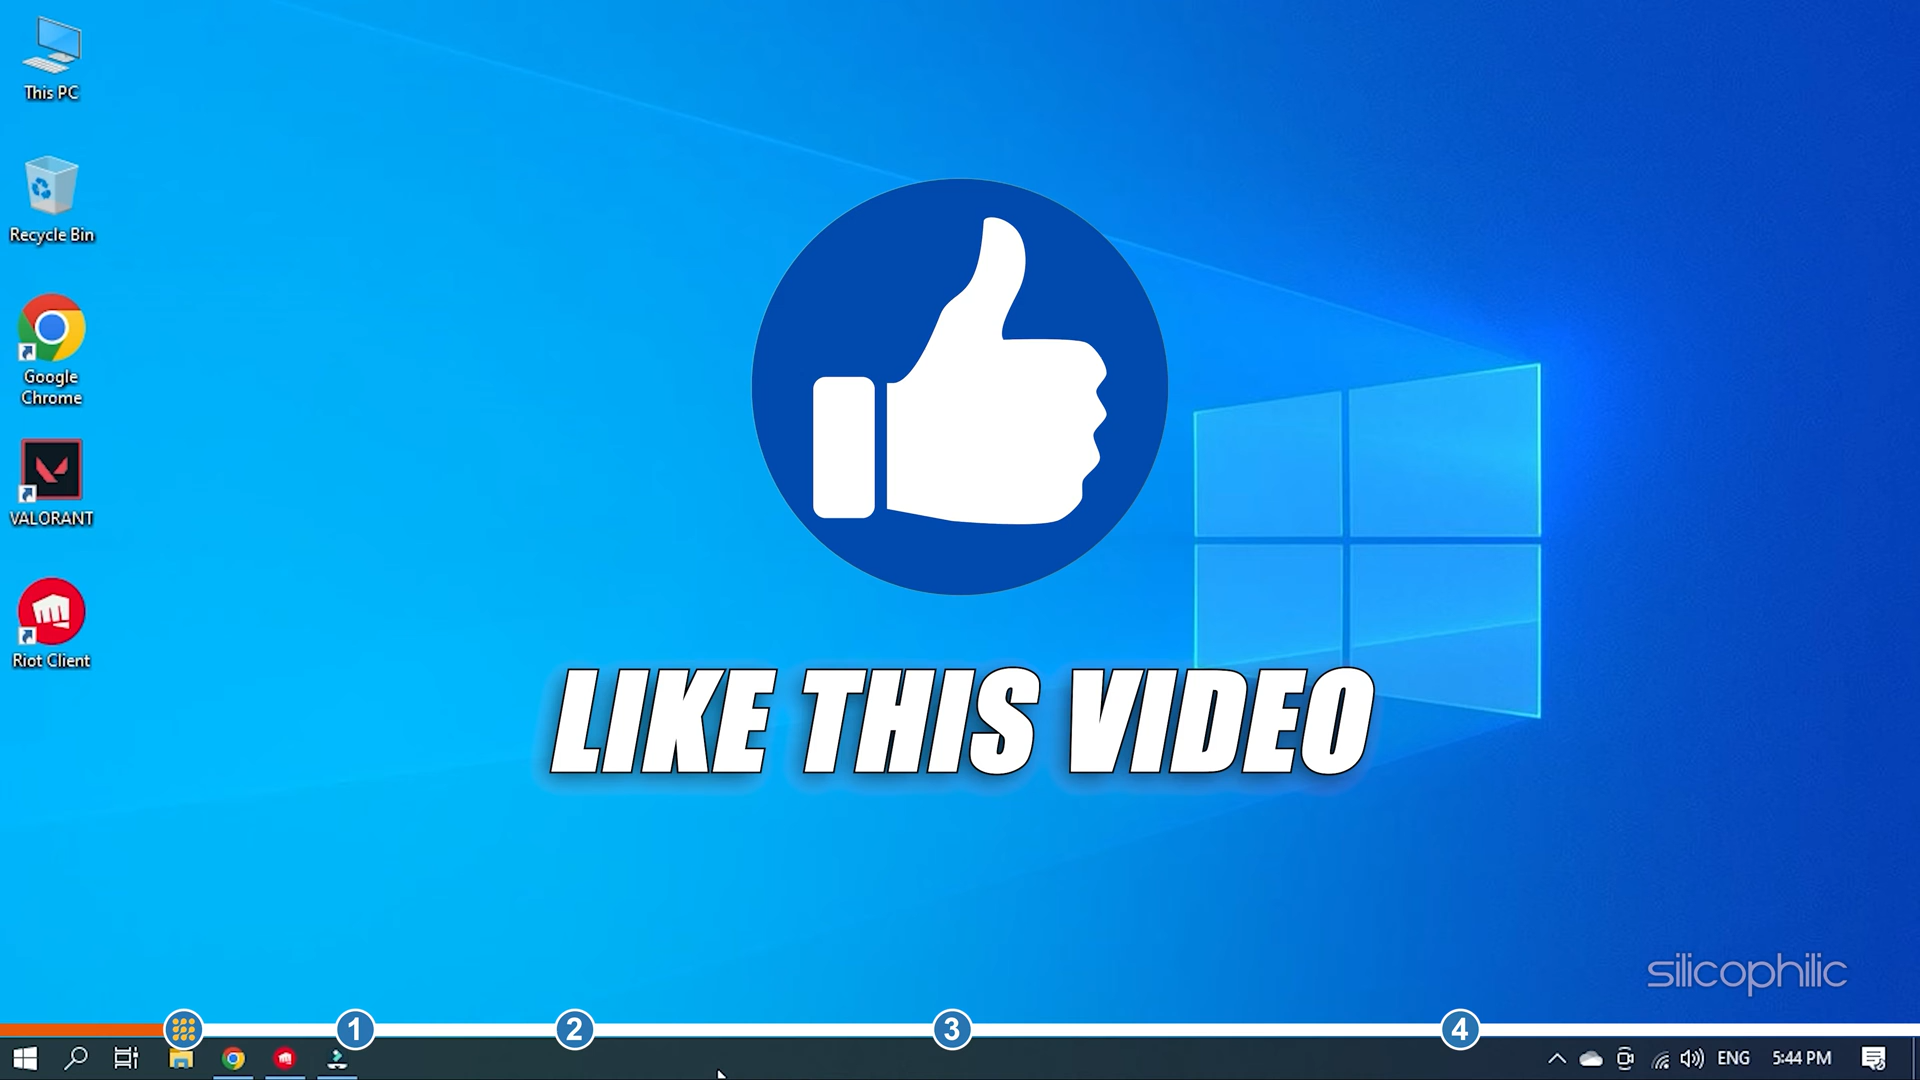 This PC
Recycle Bin
Google
Chrome
VALORANT
Riot Client
LIKE THIS VIDEO
silicophilic
1 2 3 4
ENG 5:44 PM